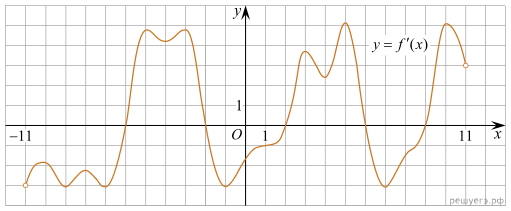 y
y = f′(x)
1
−11 O 1 11 x
решуегэ.рф